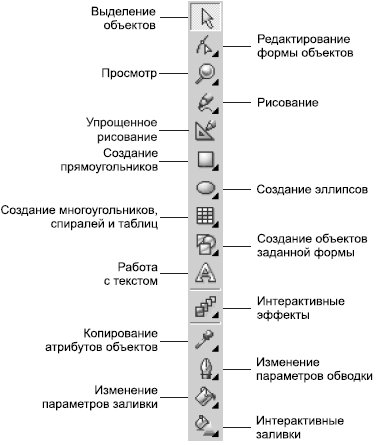 Выделение
объектов
Редактирование
формы объектов
Просмотр
Рисование
Упрощенное
рисование
Создание
прямоугольников
Создание эллипсов
Создание многоугольников,
спиралей и таблиц
Создание объектов
заданной формы
Работа
с текстом
Интерактивные
эффекты
Копирование
атрибутов объектов
Изменение
параметров обводки
Изменение
параметров заливки
Интерактивные
заливки